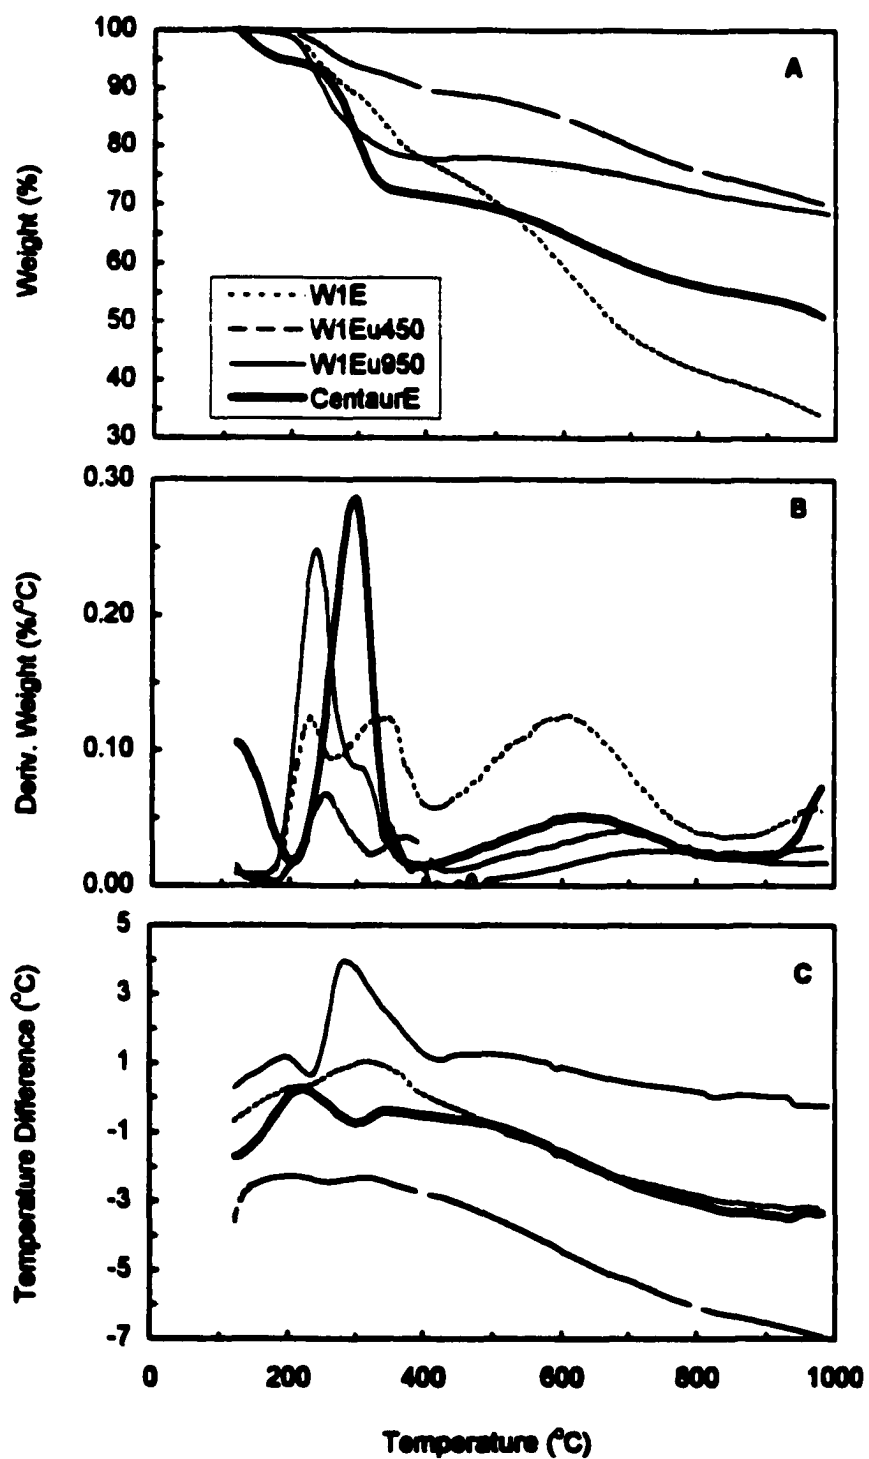 100
90
80
70
60
50
40
30
Weight (%)
A
W1E
W1Eu450
W1Eu950
CentaurE
0.30
0.20
0.10
0.00
Deriv. Weight (%/°C)
B
5
3
1
-1
-3
-5
-7
Temperature Difference (°C)
C
0 200 400 600 800 1000
Temperature (°C)